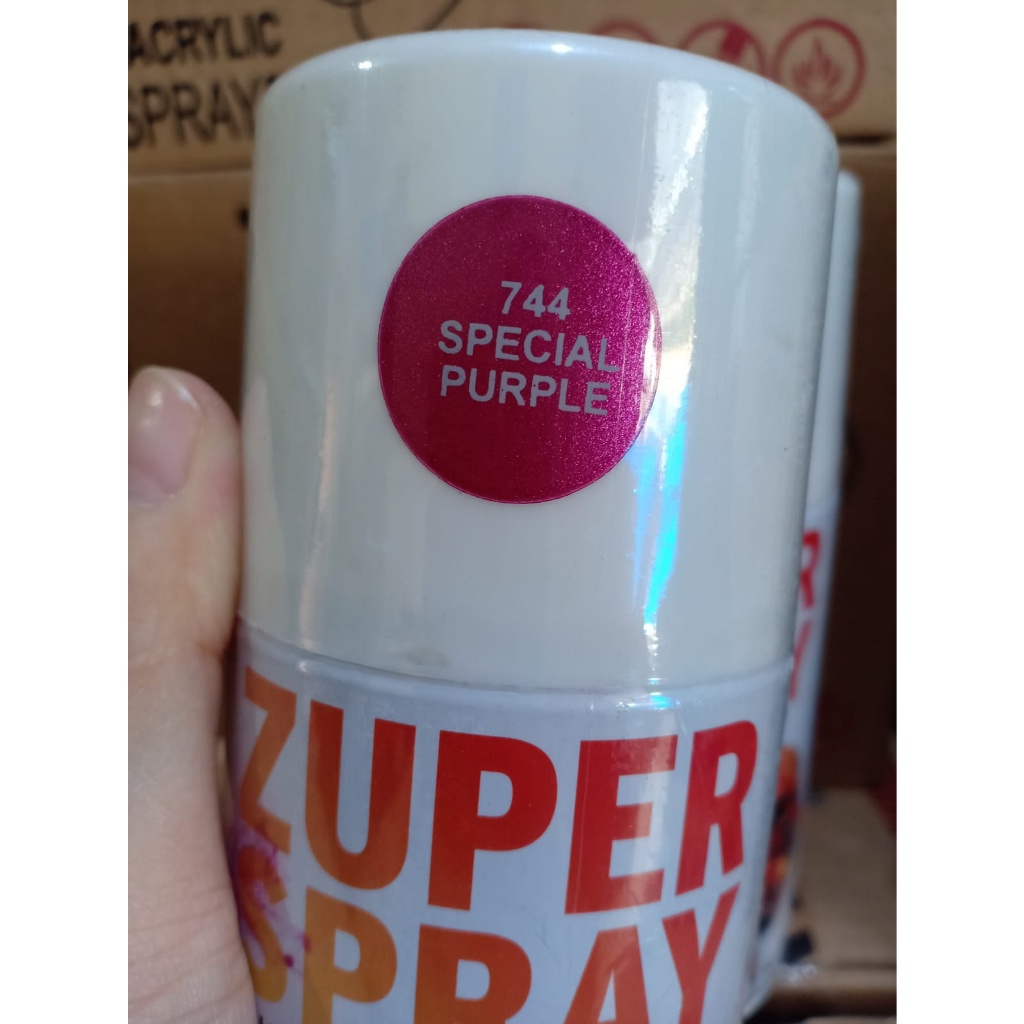 ACRYLIC
SPRAY
744
SPECIAL
PURPLE
ZUPER
SPRAY